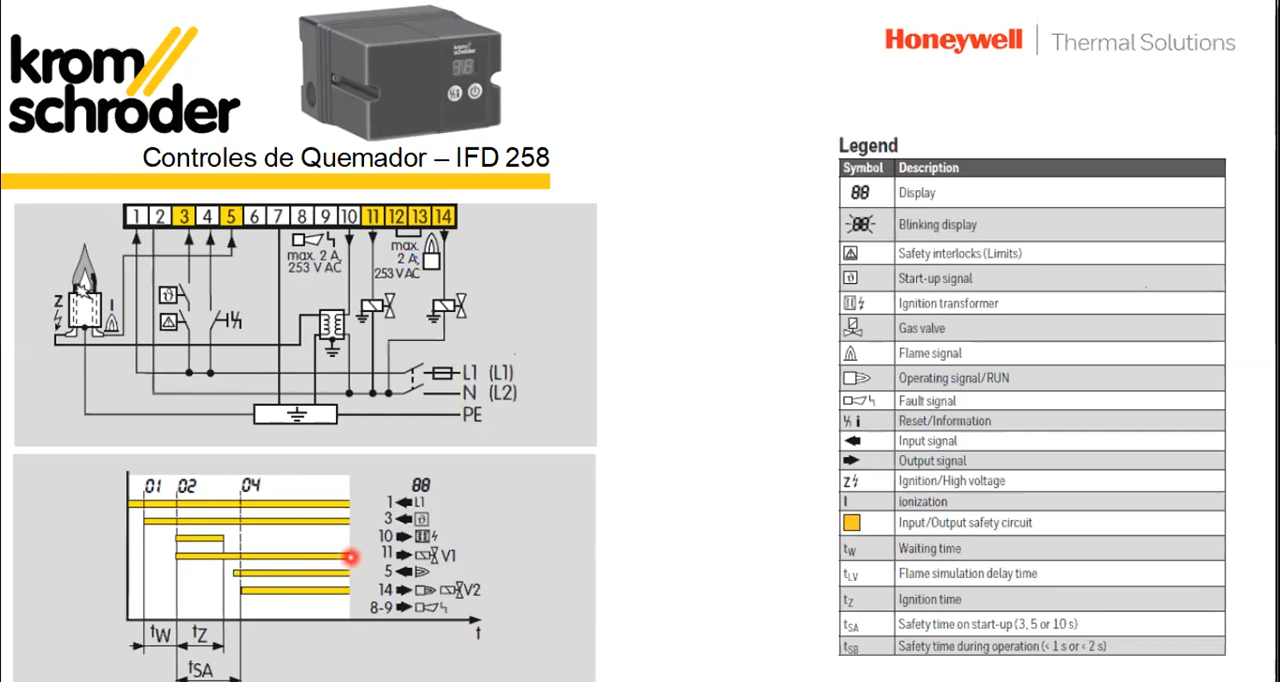 krom
schroder
Honeywell | Thermal Solutions
krom
schroder
Controles de Quemador – IFD 258
1 2 3 4 5 6 7 8 9 10 11 12 13 14
max. 2 A,
253 V AC
max.
2 A,
253 V AC
Z
I
L1 (L1)
N (L2)
PE
01 02 04 88
1 L1
3
10
11 V1
5
14 V2
8-9
tW tZ t
tSA
Legend
Symbol Description
88 Display
88 Blinking display
Safety interlocks (Limits)
Start-up signal
Ignition transformer
Gas valve
Flame signal
Operating signal/RUN
Fault signal
i Reset/Information
Input signal
Output signal
Z Ignition/High voltage
I ionization
Input/Output safety circuit
tW Waiting time
tLV Flame simulation delay time
tZ Ignition time
tSA Safety time on start-up (3, 5 or 10 s)
tSB Safety time during operation (< 1 s or < 2 s)